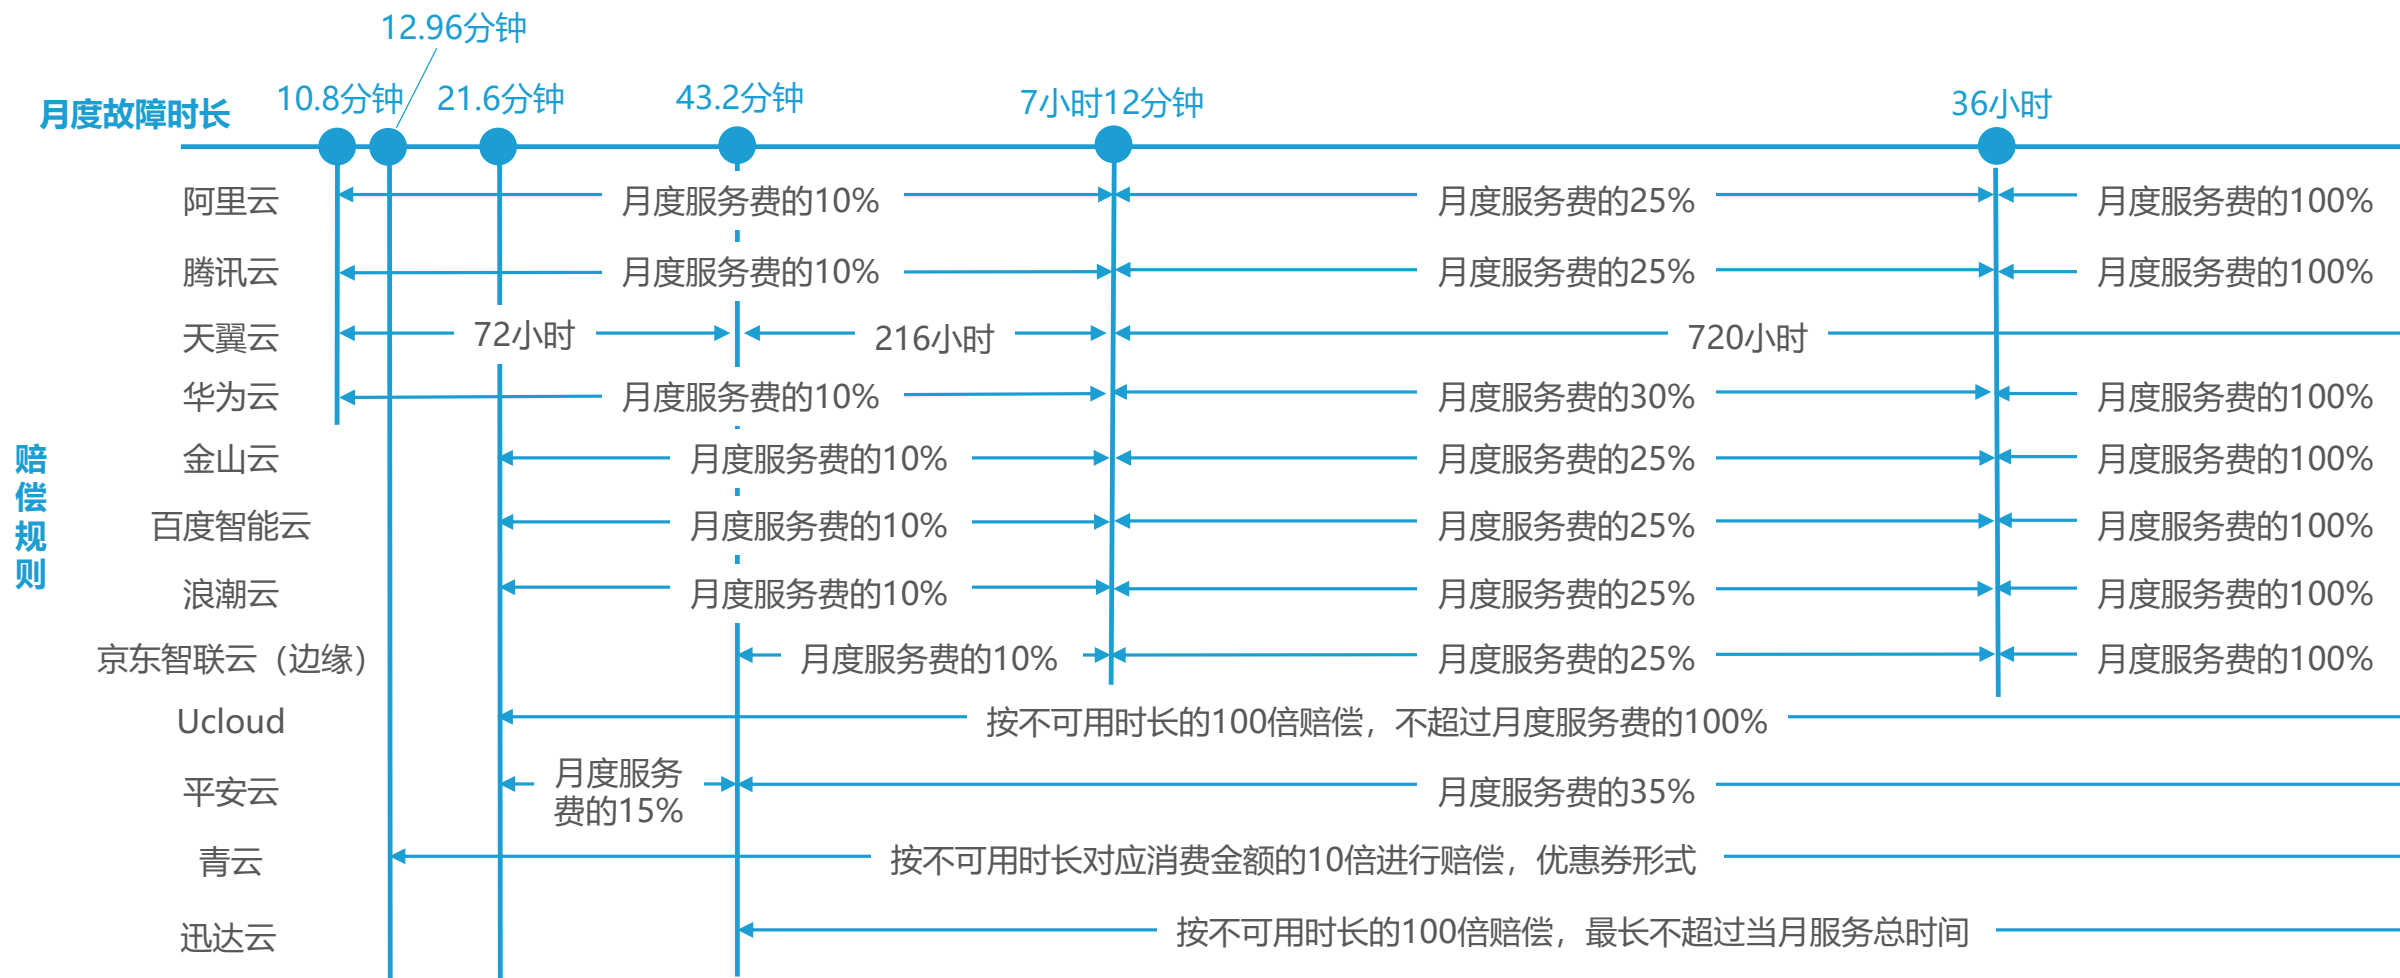 12.96分钟
月度故障时长
10.8分钟
21.6分钟
43.2分钟
7小时12分钟
36小时
赔偿规则
阿里云
月度服务费的10%
月度服务费的25%
月度服务费的100%
腾讯云
月度服务费的10%
月度服务费的25%
月度服务费的100%
天翼云
72小时
216小时
720小时
华为云
月度服务费的10%
月度服务费的30%
月度服务费的100%
金山云
月度服务费的10%
月度服务费的25%
月度服务费的100%
百度智能云
月度服务费的10%
月度服务费的25%
月度服务费的100%
浪潮云
月度服务费的10%
月度服务费的25%
月度服务费的100%
京东智联云（边缘）
月度服务费的10%
月度服务费的25%
月度服务费的100%
Ucloud
按不可用时长的100倍赔偿，不超过月度服务费的100%
平安云
月度服务
费的15%
月度服务费的35%
青云
按不可用时长对应消费金额的10倍进行赔偿，优惠券形式
迅达云
按不可用时长的100倍赔偿，最长不超过当月服务总时间